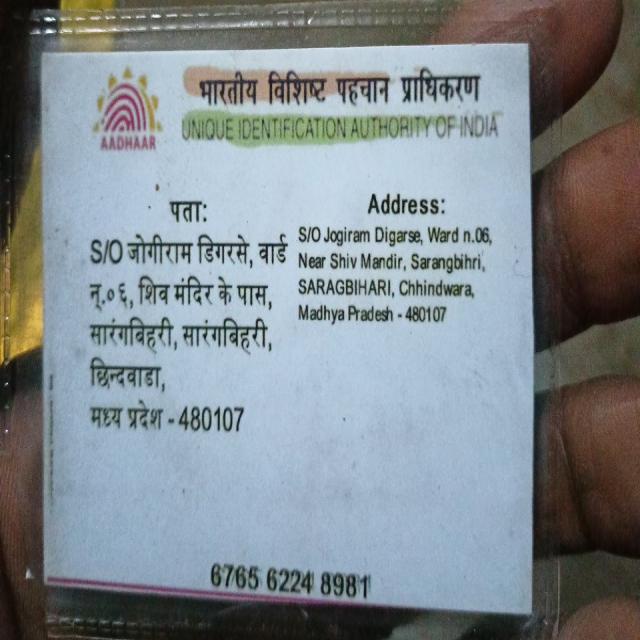 भारतीय विशिष्ट पहचान प्राधिकरण
UNIQUE IDENTIFICATION AUTHORITY OF INDIA
AADHAAR
पता:
S/O जोगीराम डिगरसे, वार्ड
न्.०६, शिव मंदिर के पास,
सारंगबिहरी, सारंगबिहरी,
छिन्दवाडा,
मध्य प्रदेश - 480107
Address:
S/O Jogiram Digarse, Ward n.06,
Near Shiv Mandir, Sarangbihri,
SARAGBIHARI, Chhindwara,
Madhya Pradesh - 480107
6765 6224 8981